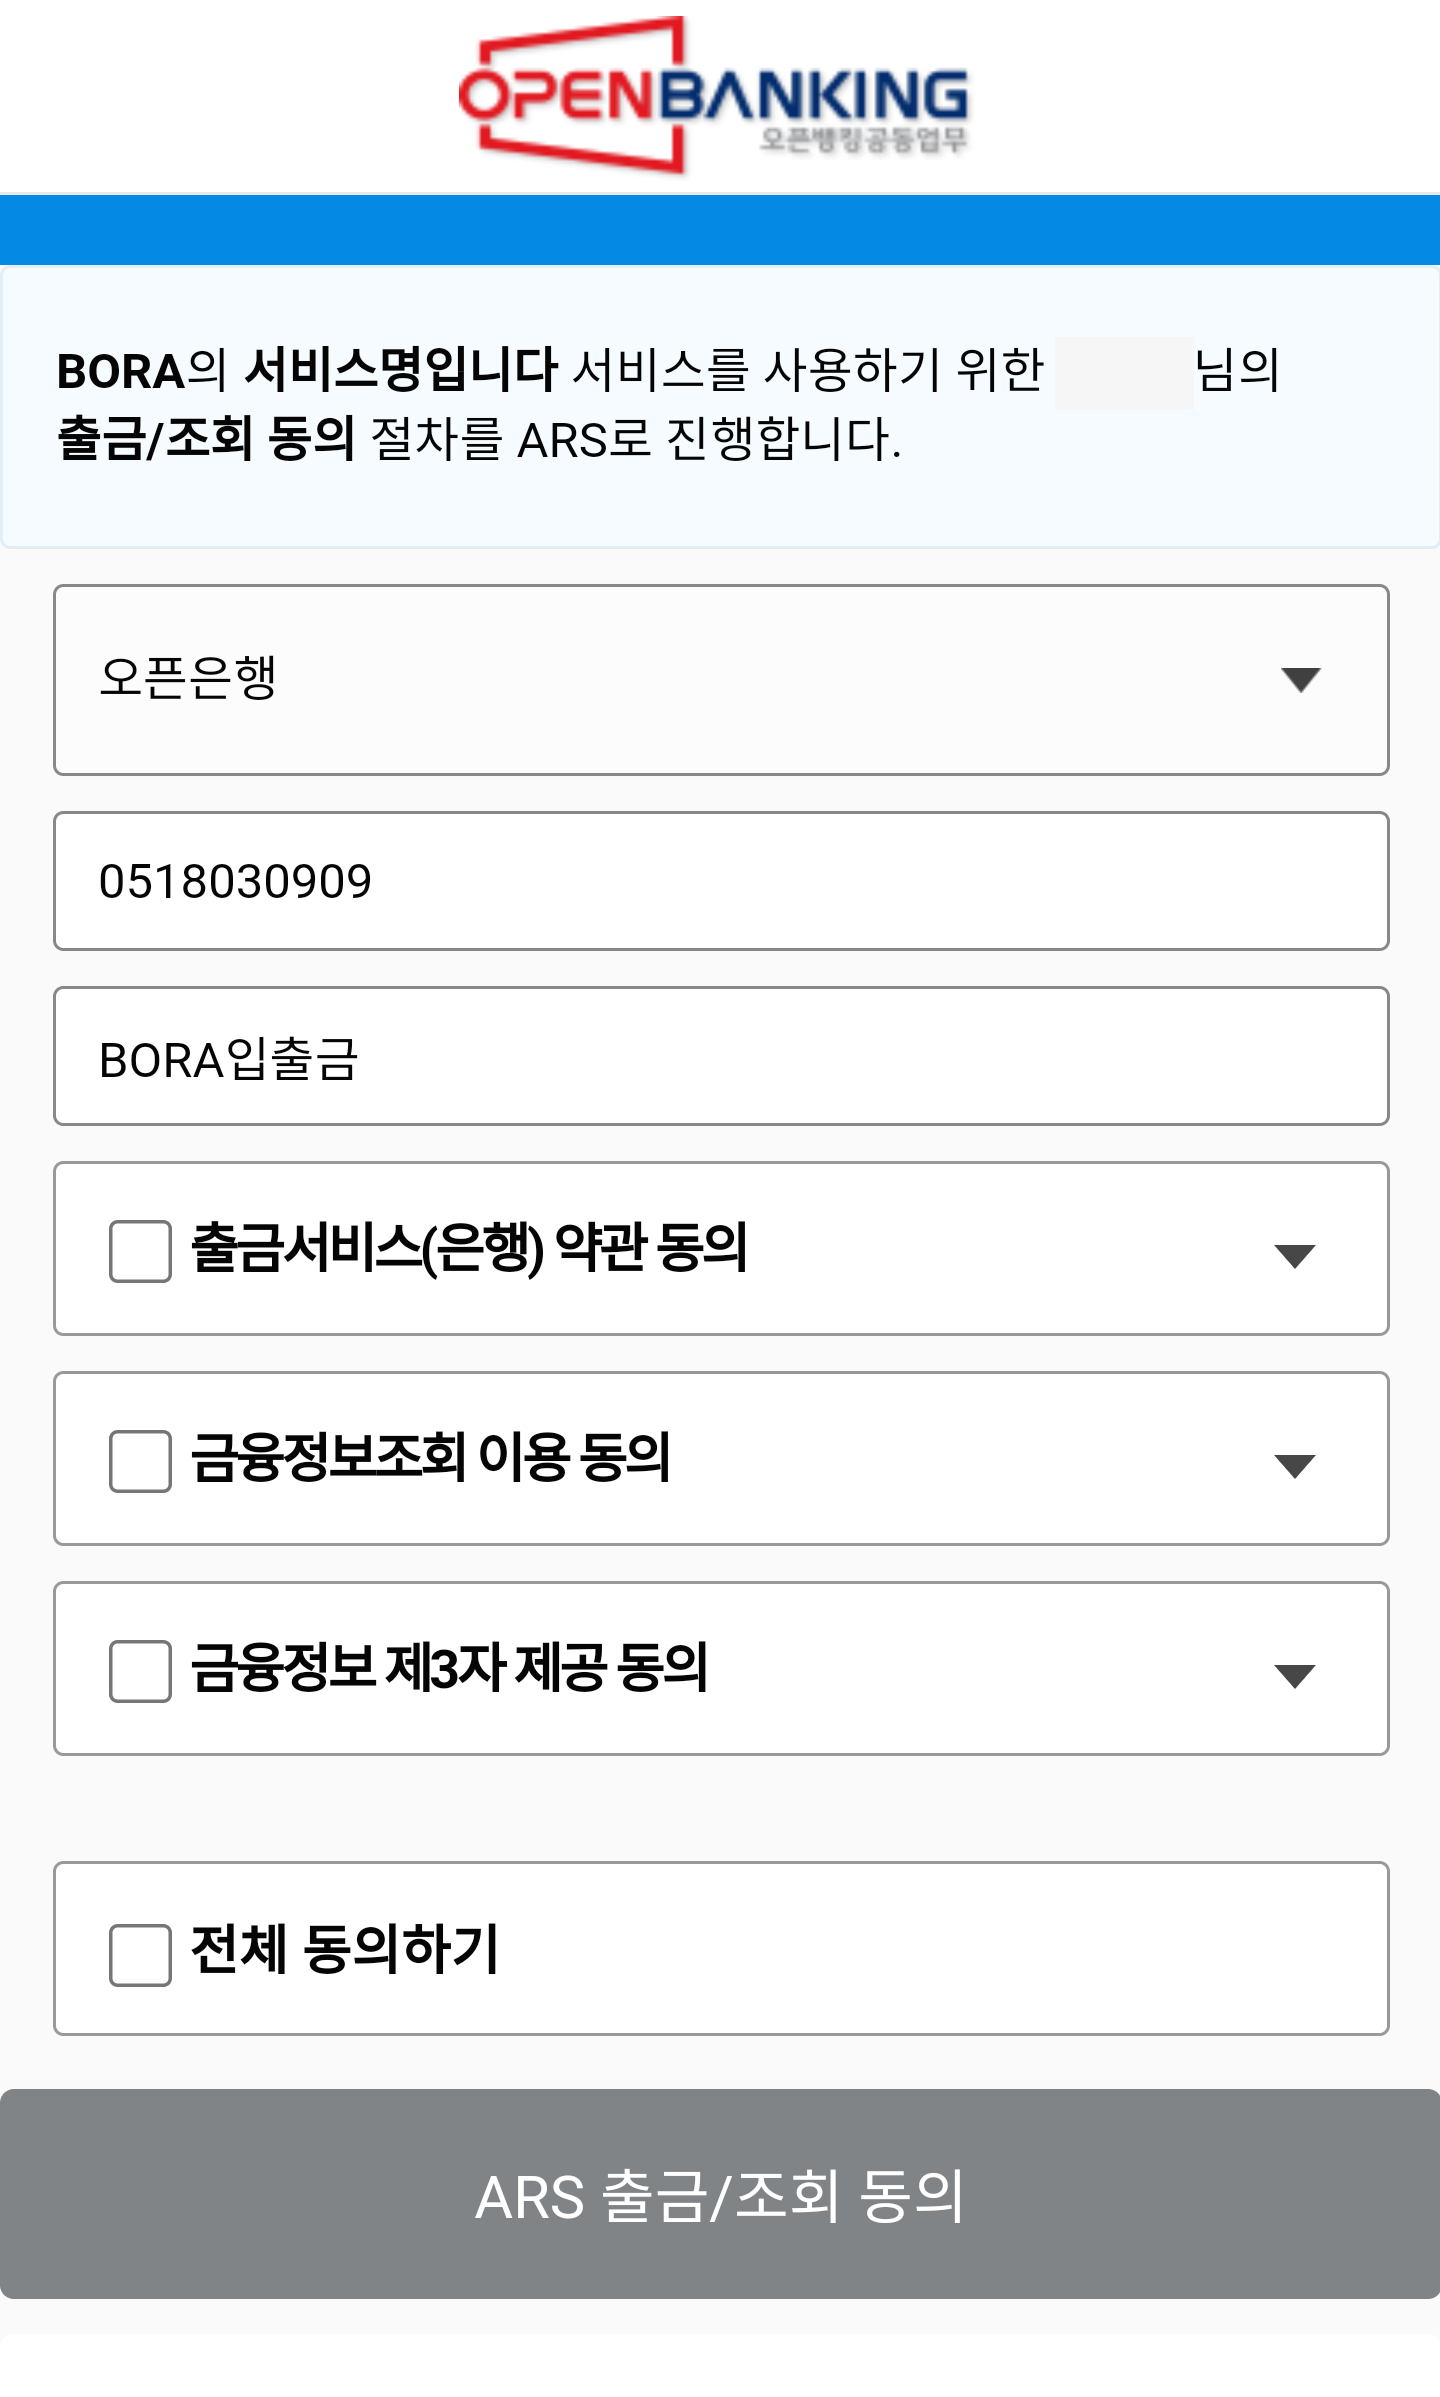 OPENBANKING
오픈뱅킹공동업무
BORA의 서비스명입니다 서비스를 사용하기 위한 님의
출금/조회 동의 절차를 ARS로 진행합니다.
오픈은행
0518030909
BORA입출금
출금서비스(은행) 약관 동의
금융정보조회 이용 동의
금융정보 제3자 제공 동의
전체 동의하기
ARS 출금/조회 동의